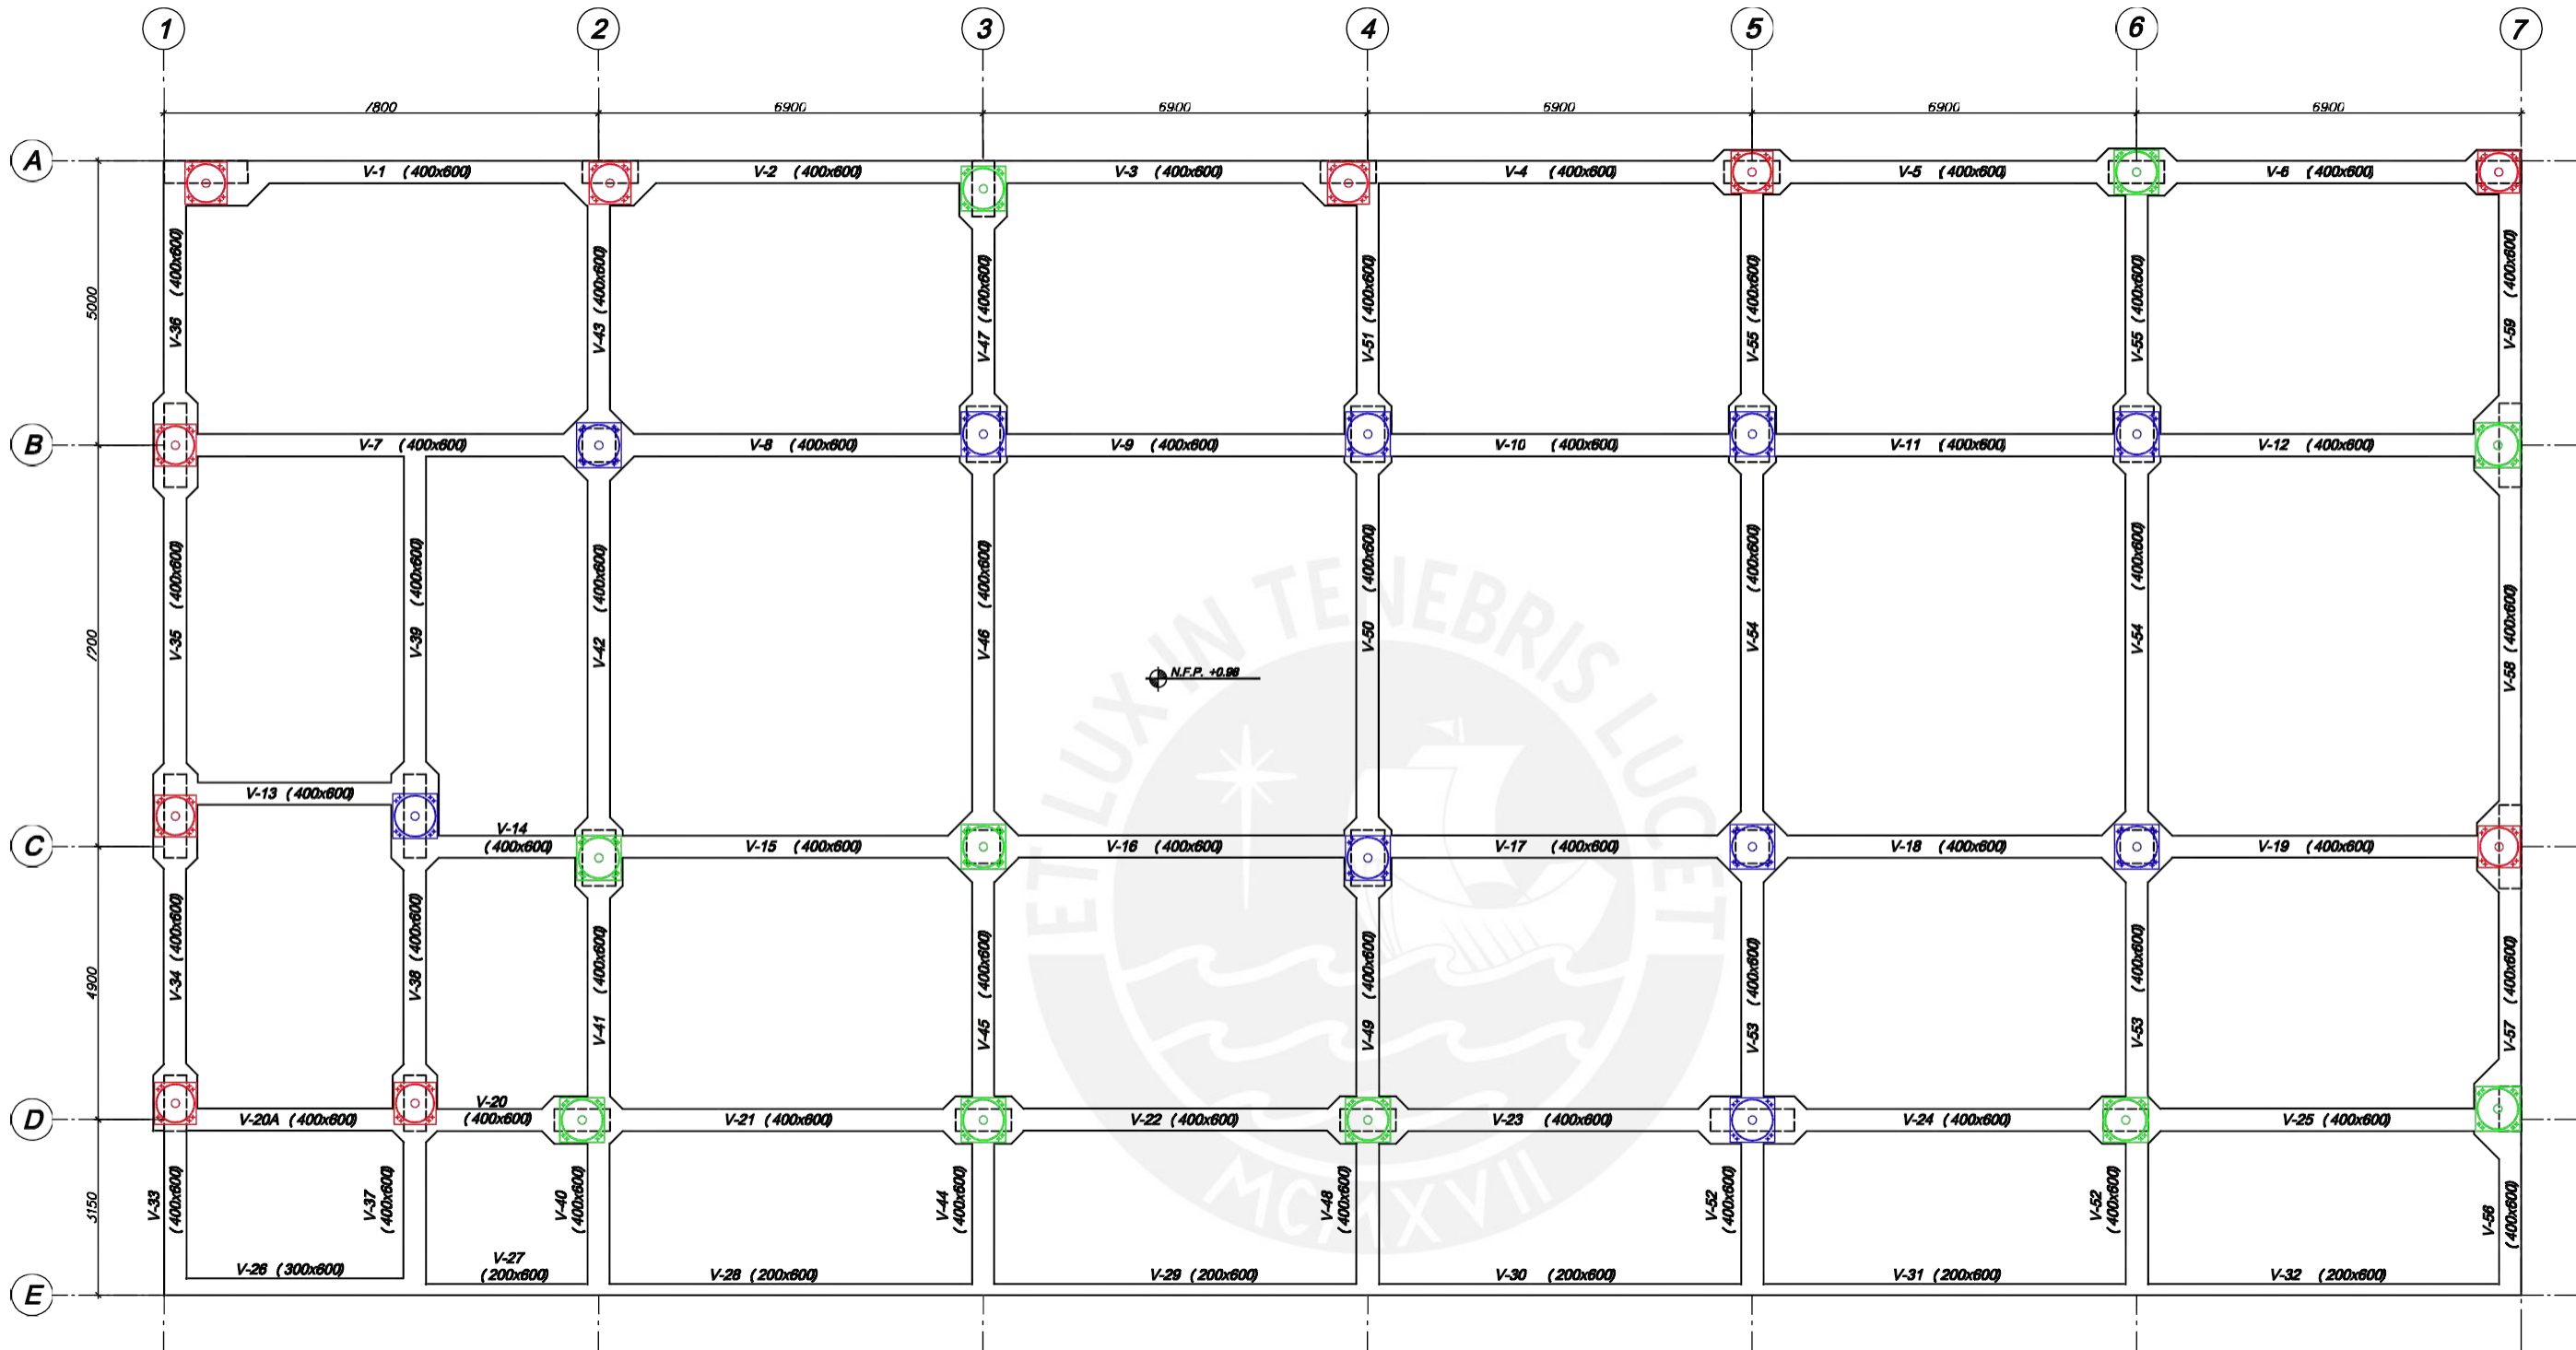 1 2 3 4 5 6 7
7800 6900 6900 6900 6900 6900
A
V-1 (400x600) V-2 (400x600) V-3 (400x600) V-4 (400x600) V-5 (400x600) V-6 (400x600)
5000
V-36 (400x600)
V-43 (400x600)
V-47 (400x600)
V-51 (400x600)
V-55 (400x600)
V-55 (400x600)
V-59 (400x600)
B
V-7 (400x600) V-8 (400x600) V-9 (400x600) V-10 (400x600) V-11 (400x600) V-12 (400x600)
7200
V-35 (400x600)
V-39 (400x600)
V-42 (400x600)
V-46 (400x600)
V-50 (400x600)
V-54 (400x600)
V-54 (400x600)
V-58 (400x600)
N.F.P. +0.98
ET LUX IN TENEBRIS LUCET
V-13 (400x600)
C
V-14
(400x600)
V-15 (400x600) V-16 (400x600) V-17 (400x600) V-18 (400x600) V-19 (400x600)
4900
V-34 (400x600)
V-38 (400x600)
V-41 (400x600)
V-45 (400x600)
V-49 (400x600)
V-53 (400x600)
V-53 (400x600)
V-57 (400x600)
D
V-20A (400x600)
V-20
(400x600)
V-21 (400x600) V-22 (400x600) V-23 (400x600) V-24 (400x600) V-25 (400x600)
3150
V-33
(400x600)
V-37
(400x600)
V-40
(400x600)
V-44
(400x600)
V-48
(400x600)
V-52
(400x600)
V-52
(400x600)
V-56
(400x600)
MCMXVII
E
V-26 (300x600)
V-27
(200x600)
V-28 (200x600) V-29 (200x600) V-30 (200x600) V-31 (200x600) V-32 (200x600)